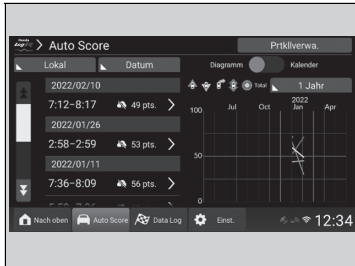 Honda LogR > Auto Score
Prtkllverwa.
Lokal Datum
Diagramm Kalender
2022/02/10
Total 1 Jahr
7:12–8:17 49 pts. >
2022/01/26
2:58–2:59 53 pts. >
2022/01/11
7:36–8:09 56 pts. >
2022
Jul Oct Jan Apr
100
50
0
Nach oben Auto Score Data Log Einst. 12:34